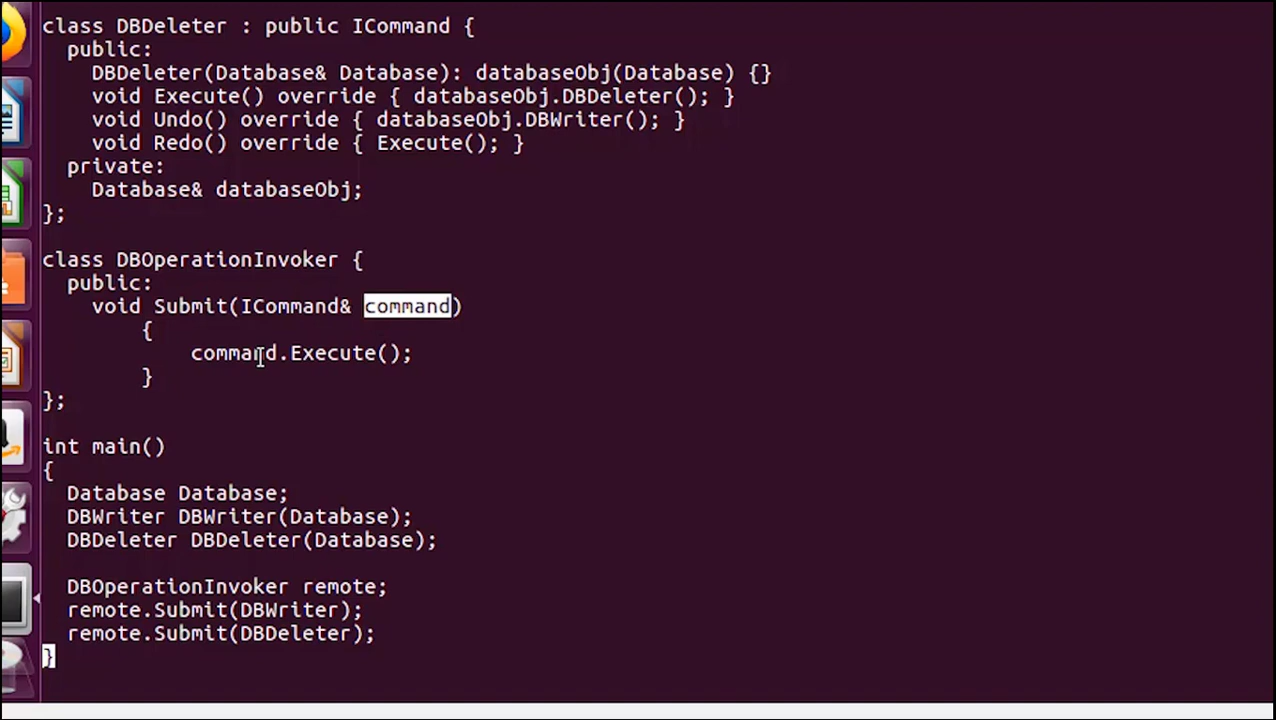 class DBDeleter : public ICommand {
  public:
    DBDeleter(Database& Database): databaseObj(Database) {}
    void Execute() override { databaseObj.DBDeleter(); }
    void Undo() override { databaseObj.DBWriter(); }
    void Redo() override { Execute(); }
  private:
    Database& databaseObj;
};

class DBOperationInvoker {
  public:
    void Submit(ICommand& command)
        {
            command.Execute();
        }
};

int main()
{
  Database Database;
  DBWriter DBWriter(Database);
  DBDeleter DBDeleter(Database);

  DBOperationInvoker remote;
  remote.Submit(DBWriter);
  remote.Submit(DBDeleter);
}